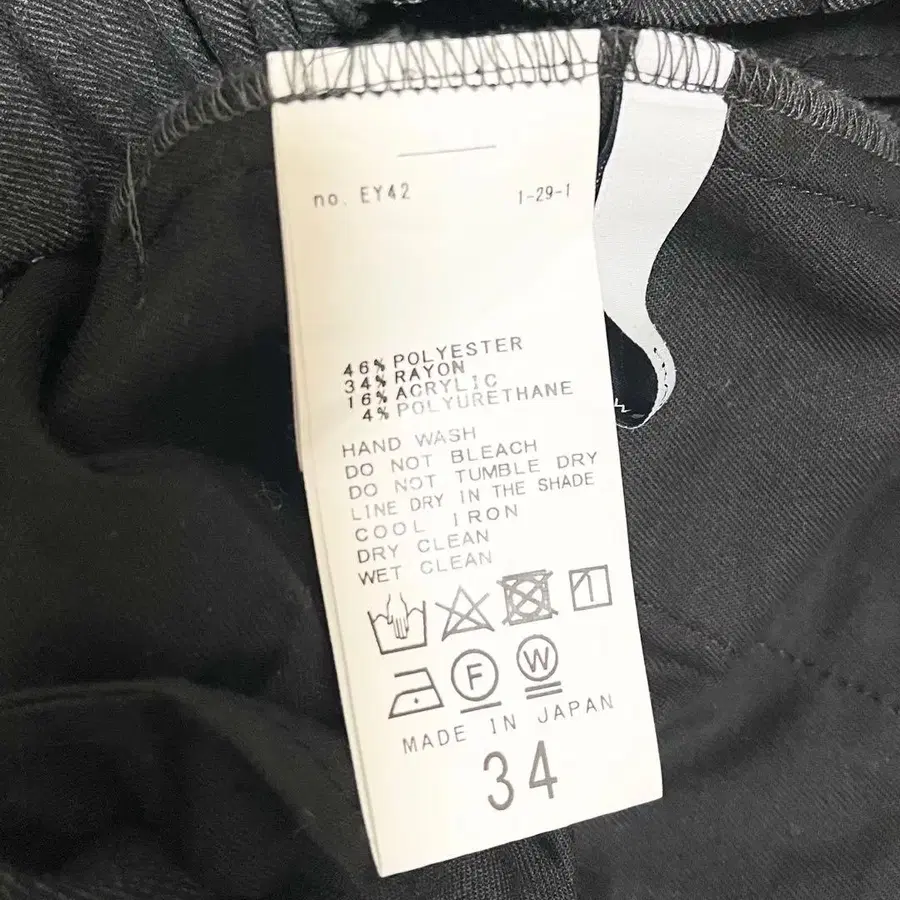 no. EY42 1-29-1
46% POLYESTER
34% RAYON
16% ACRYLIC
4% POLYURETHANE
HAND WASH
DO NOT BLEACH
DO NOT TUMBLE DRY
LINE DRY IN THE SHADE
COOL IRON
DRY CLEAN
WET CLEAN
F W
MADE IN JAPAN
34